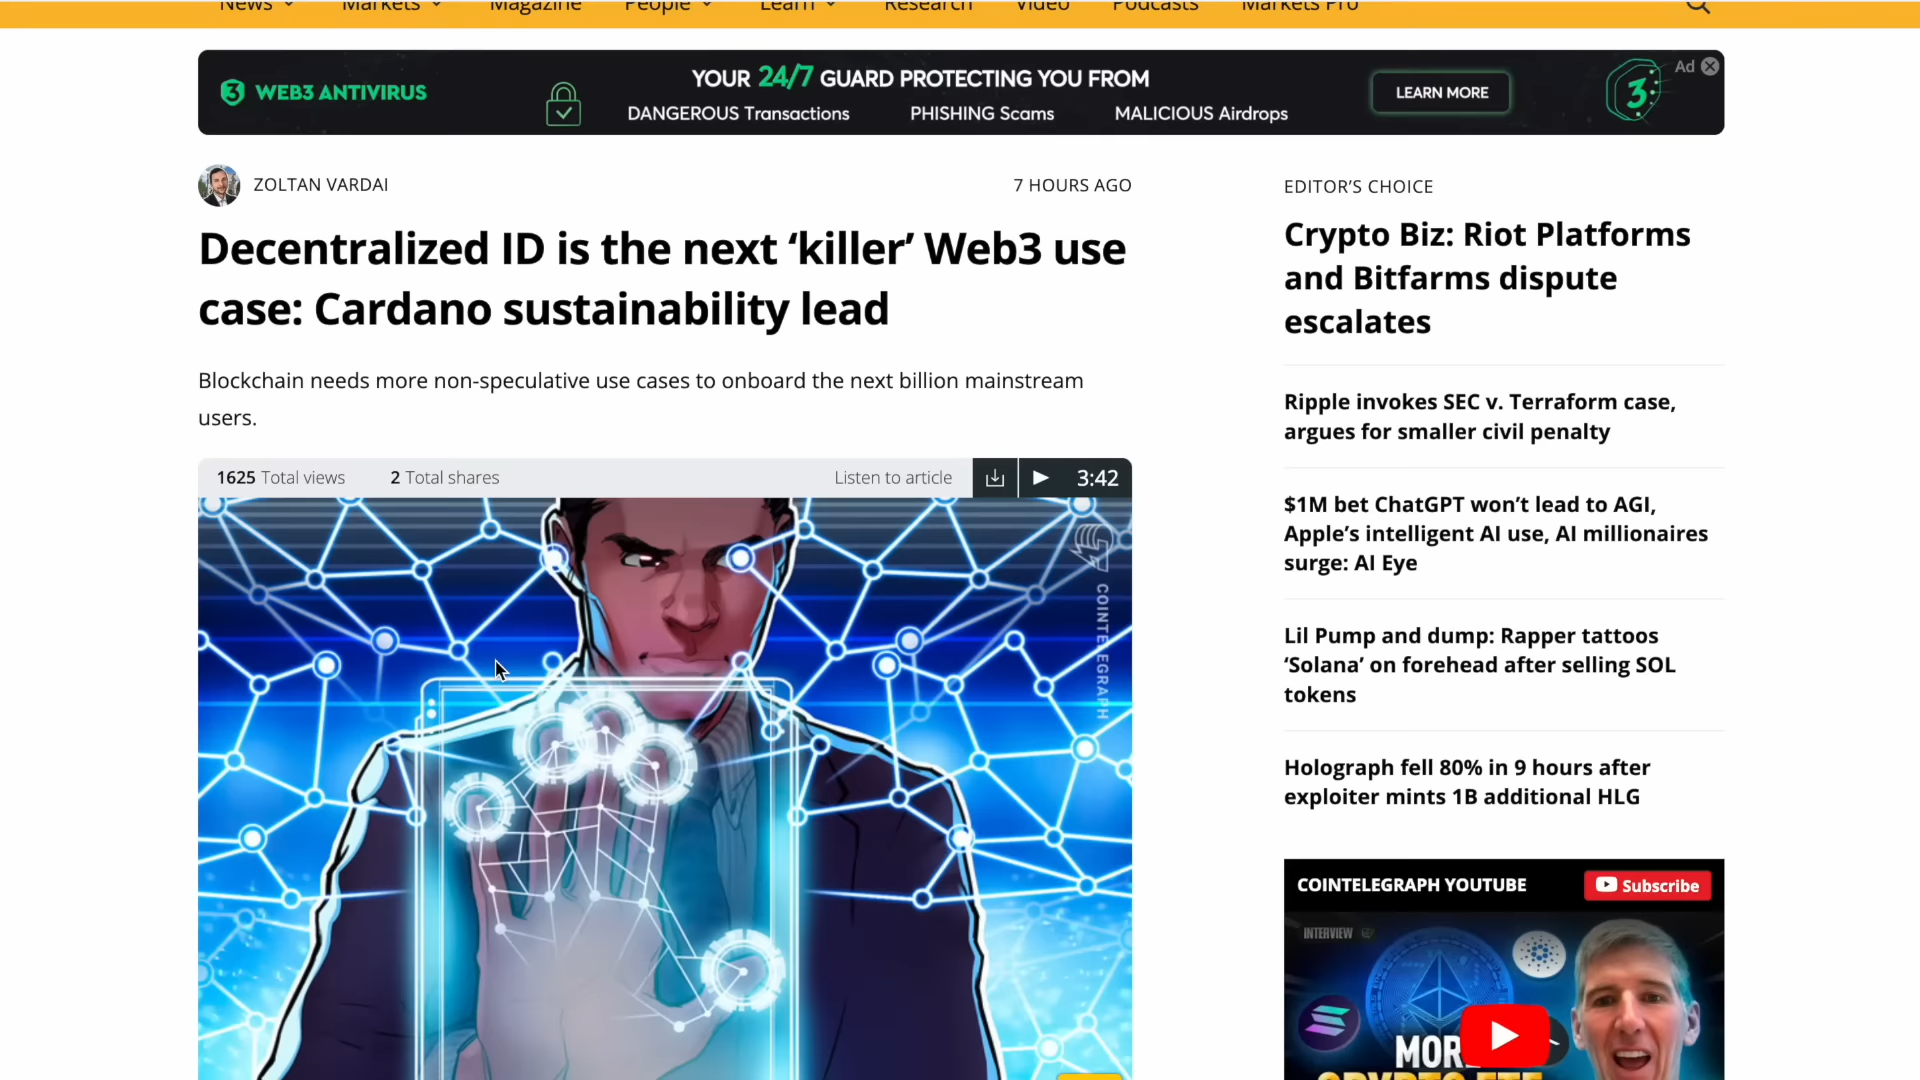 News Markets Magazine People Learn Research Video Podcasts Markets Pro
3 WEB3 ANTIVIRUS
YOUR 24/7 GUARD PROTECTING YOU FROM
DANGEROUS Transactions PHISHING Scams MALICIOUS Airdrops
LEARN MORE
3
Ad
ZOLTAN VARDAI
7 HOURS AGO
Decentralized ID is the next ‘killer’ Web3 use
case: Cardano sustainability lead
Blockchain needs more non-speculative use cases to onboard the next billion mainstream
users.
1625 Total views 2 Total shares Listen to article 3:42
COINTELEGRAPH
EDITOR’S CHOICE
Crypto Biz: Riot Platforms
and Bitfarms dispute
escalates
Ripple invokes SEC v. Terraform case,
argues for smaller civil penalty
$1M bet ChatGPT won’t lead to AGI,
Apple’s intelligent AI use, AI millionaires
surge: AI Eye
Lil Pump and dump: Rapper tattoos
‘Solana’ on forehead after selling SOL
tokens
Holograph fell 80% in 9 hours after
exploiter mints 1B additional HLG
COINTELEGRAPH YOUTUBE Subscribe
INTERVIEW